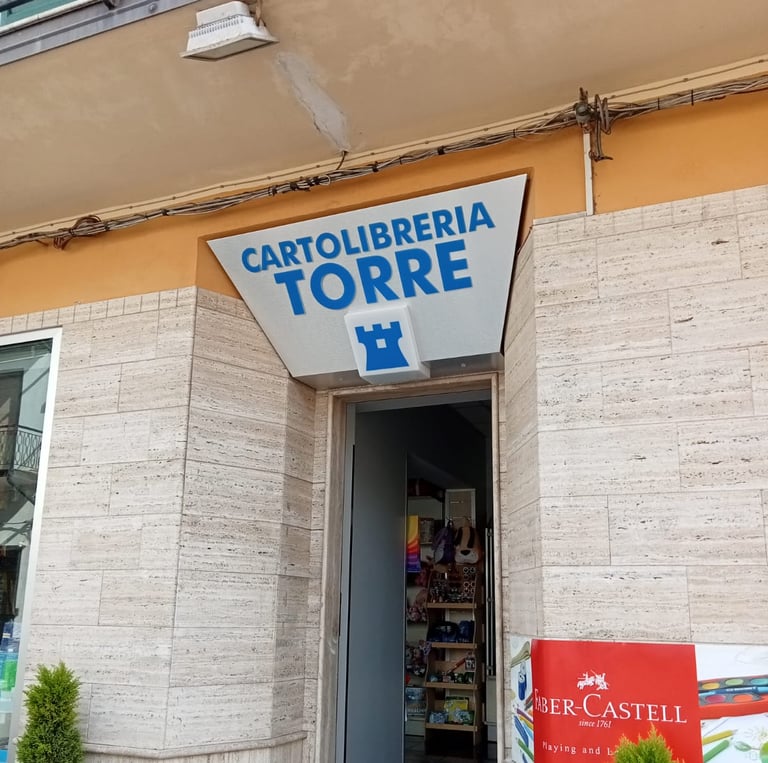 CARTOLIBRERIA
TORRE
FABER-CASTELL
since 1761
Playing and